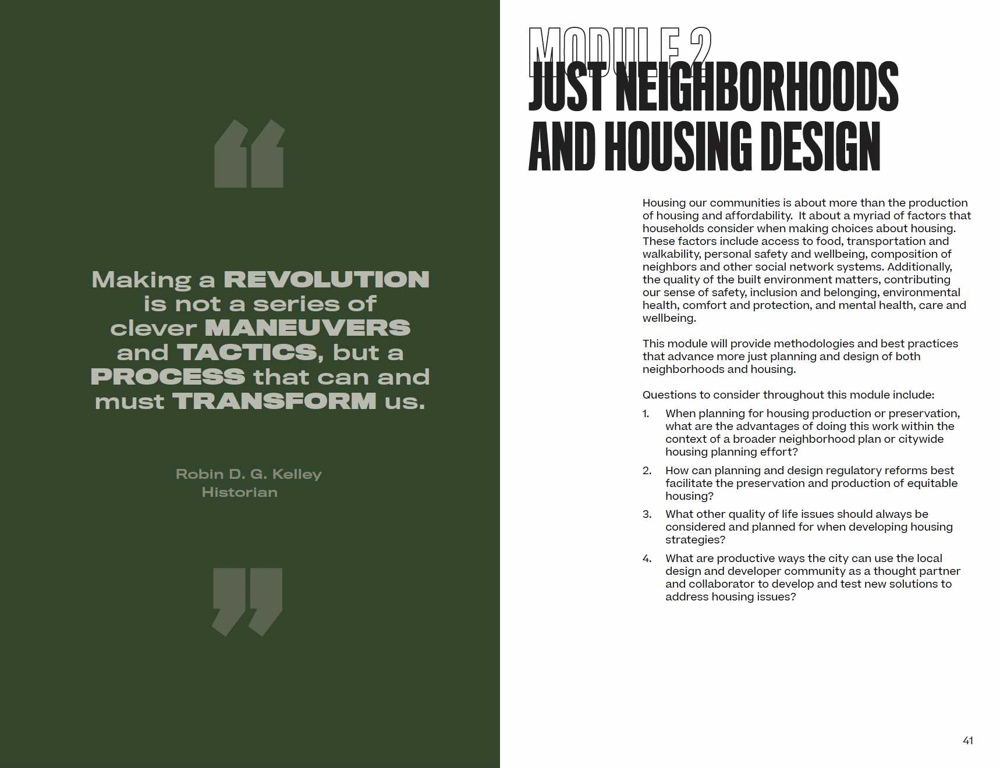 “
Making a REVOLUTION
is not a series of
clever MANEUVERS
and TACTICS, but a
PROCESS that can and
must TRANSFORM us.
Robin D. G. Kelley
Historian
”
MODULE 2
JUST NEIGHBORHOODS
AND HOUSING DESIGN
Housing our communities is about more than the production
of housing and affordability.  It about a myriad of factors that
households consider when making choices about housing.
These factors include access to food, transportation and
walkability, personal safety and wellbeing, composition of
neighbors and other social network systems. Additionally,
the quality of the built environment matters, contributing
our sense of safety, inclusion and belonging, environmental
health, comfort and protection, and mental health, care and
wellbeing.
This module will provide methodologies and best practices
that advance more just planning and design of both
neighborhoods and housing.
Questions to consider throughout this module include:
1. When planning for housing production or preservation,
what are the advantages of doing this work within the
context of a broader neighborhood plan or citywide
housing planning effort?
2. How can planning and design regulatory reforms best
facilitate the preservation and production of equitable
housing?
3. What other quality of life issues should always be
considered and planned for when developing housing
strategies?
4. What are productive ways the city can use the local
design and developer community as a thought partner
and collaborator to develop and test new solutions to
address housing issues?
41